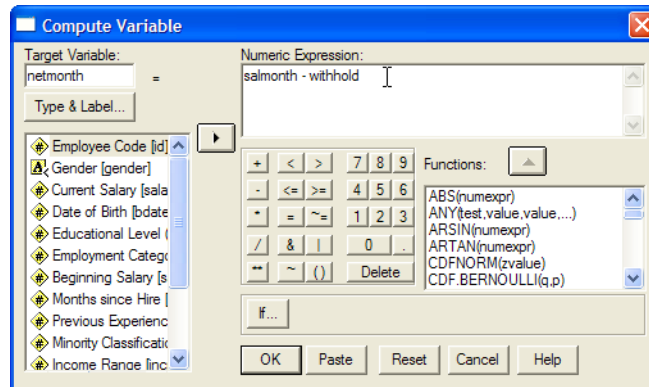 Compute Variable
Target Variable:
netmonth
=
Type & Label...
Numeric Expression:
salmonth - withhold
Employee Code [id]
Gender [gender]
Current Salary [sala
Date of Birth [bdate
Educational Level (
Employment Catego
Beginning Salary [s
Months since Hire [
Previous Experienc
Minority Classificatio
Income Range [inc
+ < > 7 8 9
- <= >= 4 5 6
* = ~= 1 2 3
/ & | 0 .
** ~ () Delete
Functions:
ABS(numexpr)
ANY(test,value,value,...)
ARSIN(numexpr)
ARTAN(numexpr)
CDFNORM(zvalue)
CDF.BERNOULLI(q,p)
If...
OK Paste Reset Cancel Help